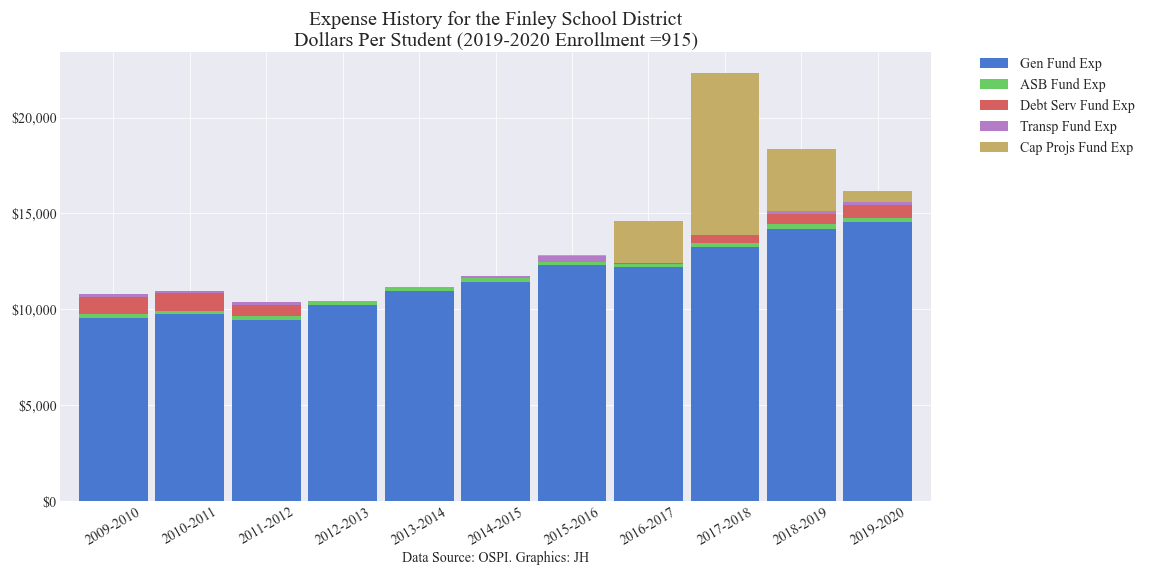 Expense History for the Finley School District
Dollars Per Student (2019-2020 Enrollment =915)
Gen Fund Exp
ASB Fund Exp
Debt Serv Fund Exp
Transp Fund Exp
Cap Projs Fund Exp
$20,000
$15,000
$10,000
$5,000
$0
2009-2010
2010-2011
2011-2012
2012-2013
2013-2014
2014-2015
2015-2016
2016-2017
2017-2018
2018-2019
2019-2020
Data Source: OSPI. Graphics: JH